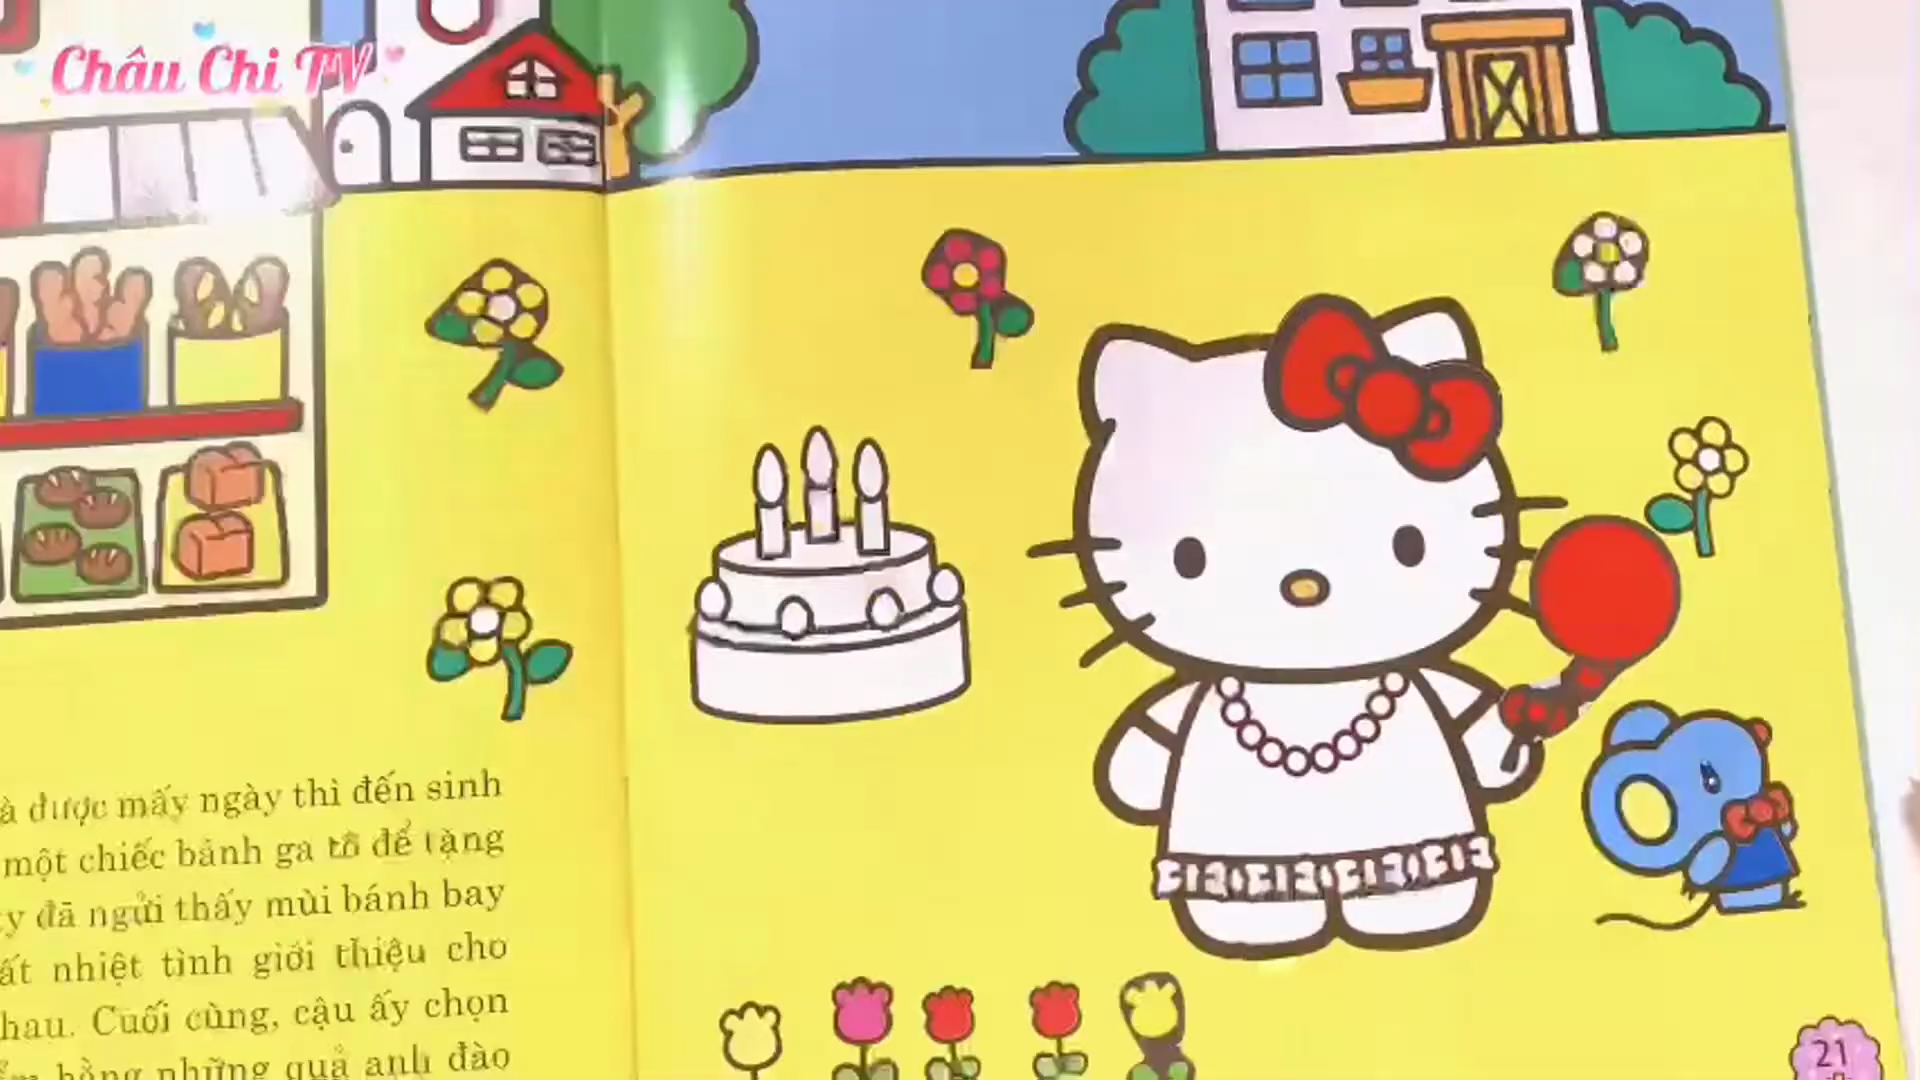 Châu Chi TV
à được mấy ngày thì đến sinh
một chiếc bánh ga tô để tặng
ty đã ngửi thấy mùi bánh bay
ất nhiệt tình giới thiệu cho
hau. Cuối cùng, cậu ấy chọn
bằng những quả anh đào
21